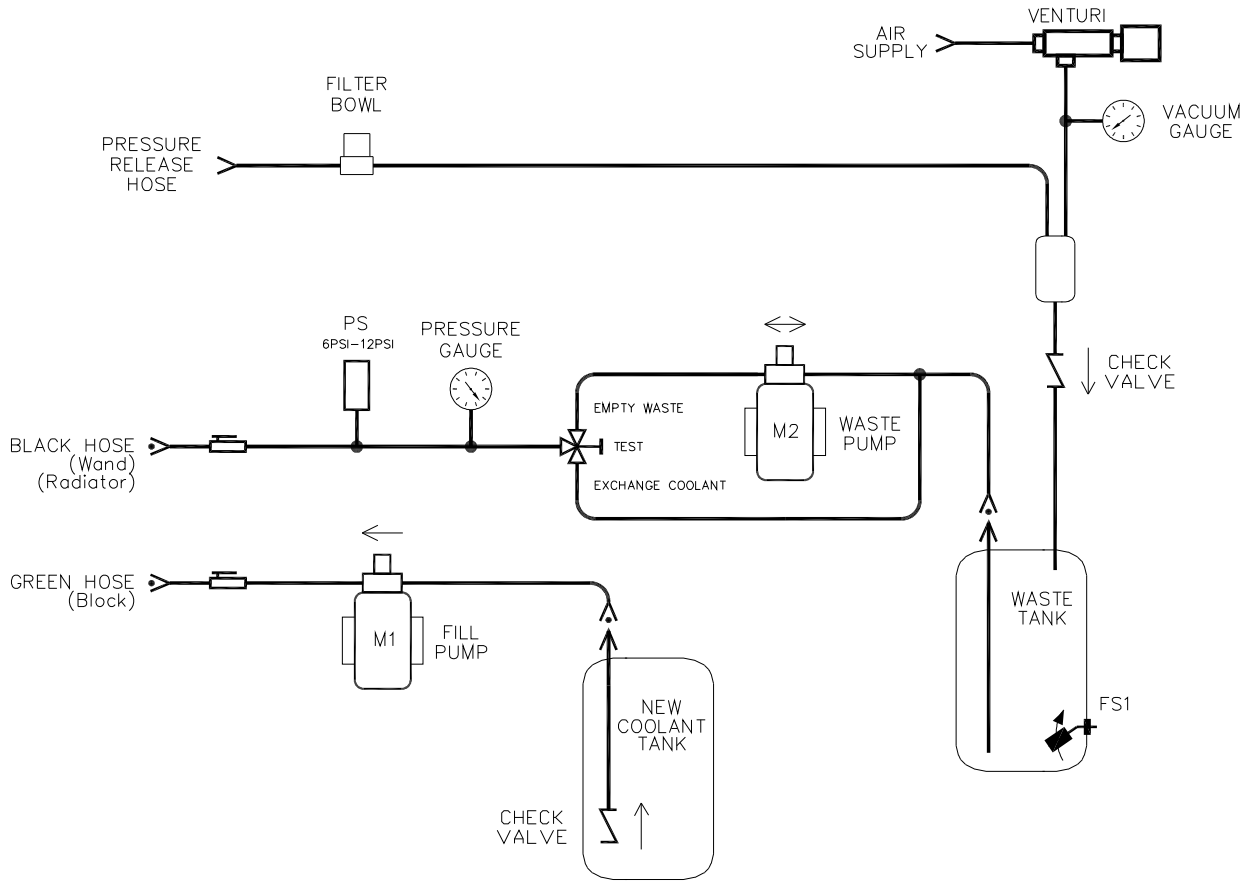 VENTURI
AIR
SUPPLY
FILTER
BOWL
VACUUM
GAUGE
PRESSURE
RELEASE
HOSE
PS
6PSI-12PSI
PRESSURE
GAUGE
CHECK
VALVE
EMPTY WASTE
M2
WASTE
PUMP
BLACK HOSE
(Wand)
(Radiator)
TEST
EXCHANGE COOLANT
GREEN HOSE
(Block)
M1
FILL
PUMP
WASTE
TANK
NEW
COOLANT
TANK
FS1
CHECK
VALVE